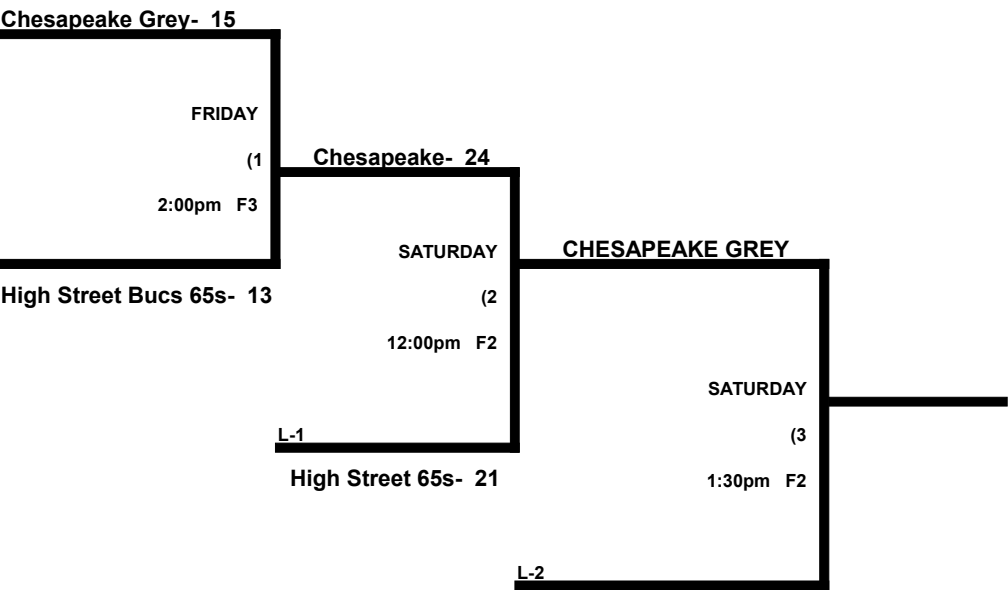 Chesapeake Grey-  15
FRIDAY
(1
Chesapeake-  24
2:00pm   F3
SATURDAY
CHESAPEAKE GREY
High Street Bucs 65s-  13
(2
12:00pm   F2
SATURDAY
L-1
(3
High Street 65s-  21
1:30pm   F2
L-2